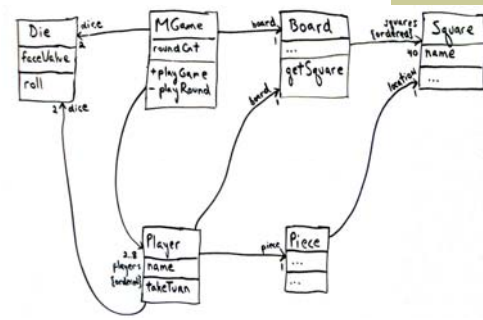 Die
faceValue
roll
dice
2
MGame
roundCnt
+playGame
- playRound
board
1
Board
...
getSquare
squares
{ordered}
40
Square
name
...
location
1
2
dice
board
1
2..8
players
{ordered}
Player
name
takeTurn
piece
1
Piece
...
...